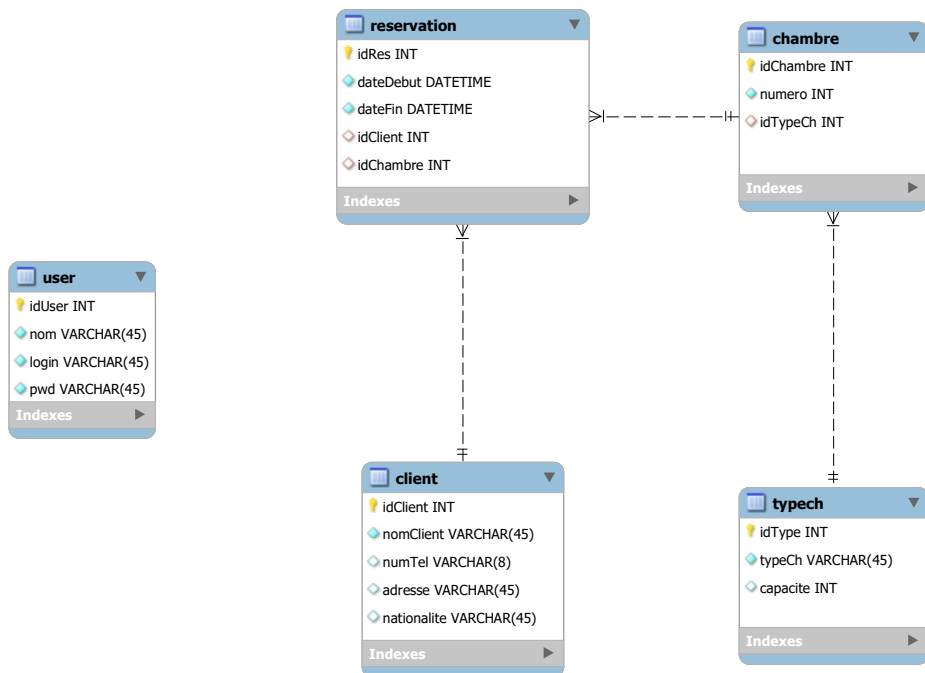 reservation
idRes INT
dateDebut DATETIME
dateFin DATETIME
idClient INT
idChambre INT
Indexes
chambre
idChambre INT
numero INT
idTypeCh INT
Indexes
user
idUser INT
nom VARCHAR(45)
login VARCHAR(45)
pwd VARCHAR(45)
Indexes
client
idClient INT
nomClient VARCHAR(45)
numTel VARCHAR(8)
adresse VARCHAR(45)
nationalite VARCHAR(45)
Indexes
typech
idType INT
typeCh VARCHAR(45)
capacite INT
Indexes